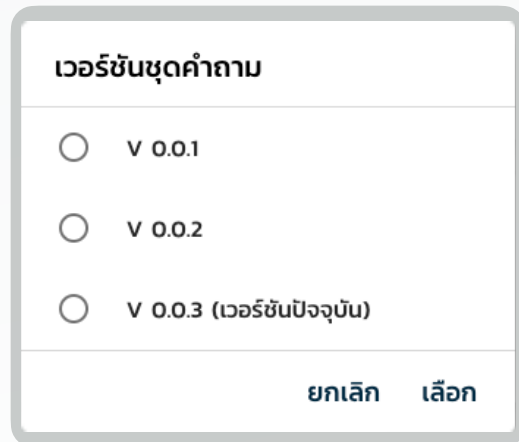 เวอร์ชันชุดคำถาม
V 0.0.1
V 0.0.2
V 0.0.3 (เวอร์ชันปัจจุบัน)
ยกเลิก เลือก